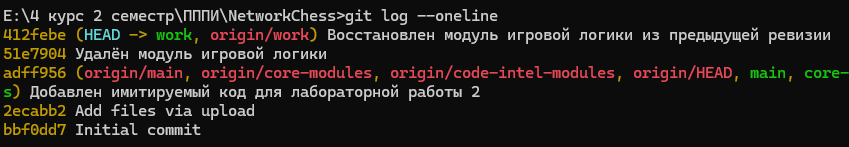 E:\4 курс 2 семестр\ПППИ\NetworkChess>git log --oneline
412febe (HEAD -> work, origin/work) Восстановлен модуль игровой логики из предыдущей ревизии
51e7904 Удалён модуль игровой логики
adff956 (origin/main, origin/core-modules, origin/code-intel-modules, origin/HEAD, main, core-
s) Добавлен имитируемый код для лабораторной работы 2
2ecabb2 Add files via upload
bbf0dd7 Initial commit